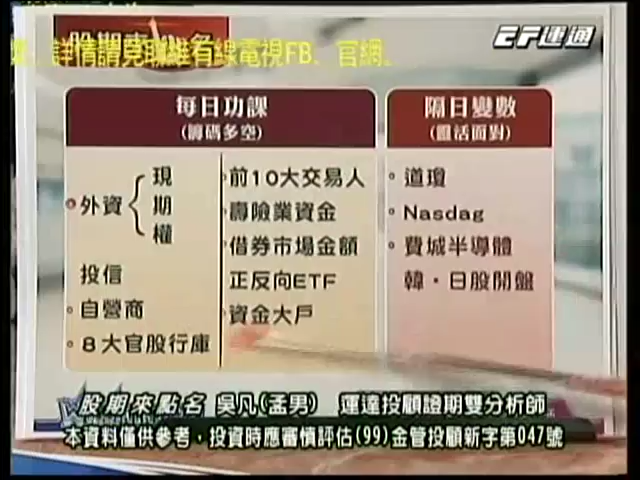 運通
詳情請見聯維有線電視FB、官網。
每日功課
(籌碼多空)
外資
現
期
權
投信
自營商
8大官股行庫
前10大交易人
壽險業資金
借券市場金額
正反向ETF
資金大戶
隔日變數
(靈活面對)
道瓊
Nasdag
費城半導體
韓·日股開盤
股期來點名 吳凡(孟男) 運達投顧證期雙分析師
本資料僅供參考,投資時應審慎評估(99)金管投顧新字第047號